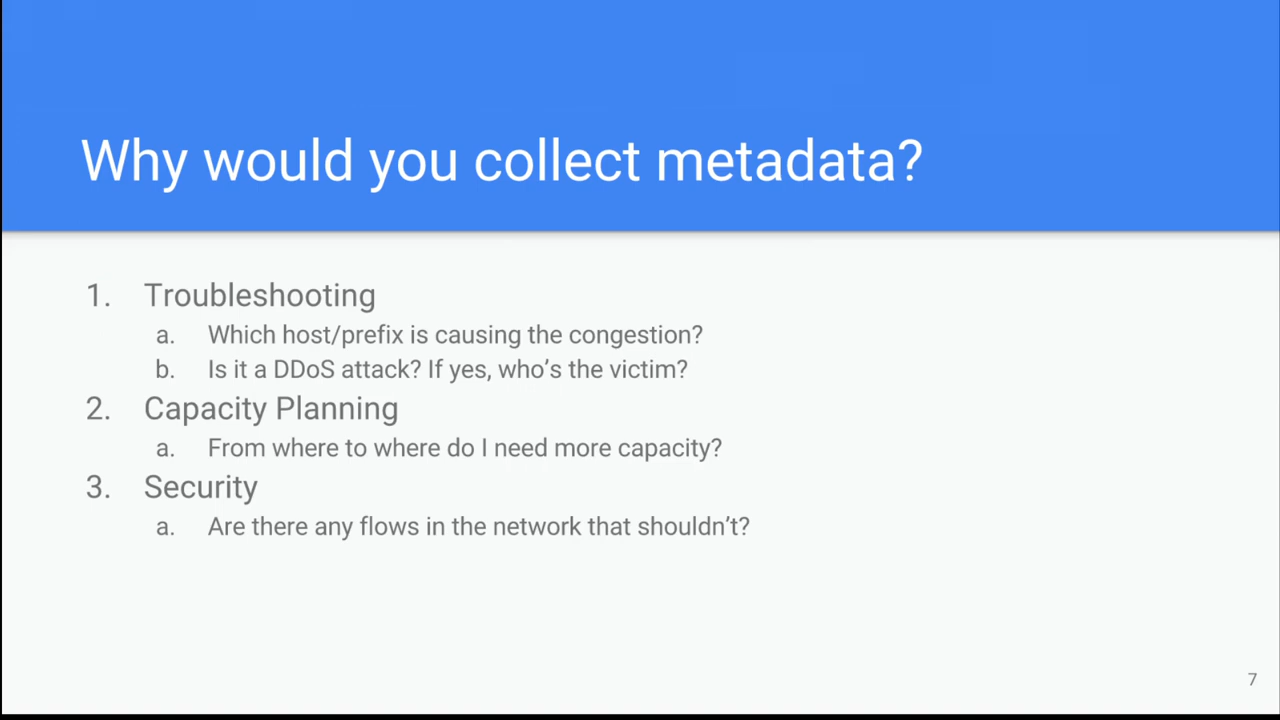 Why would you collect metadata?
1. Troubleshooting
a. Which host/prefix is causing the congestion?
b. Is it a DDoS attack? If yes, who’s the victim?
2. Capacity Planning
a. From where to where do I need more capacity?
3. Security
a. Are there any flows in the network that shouldn’t?
7